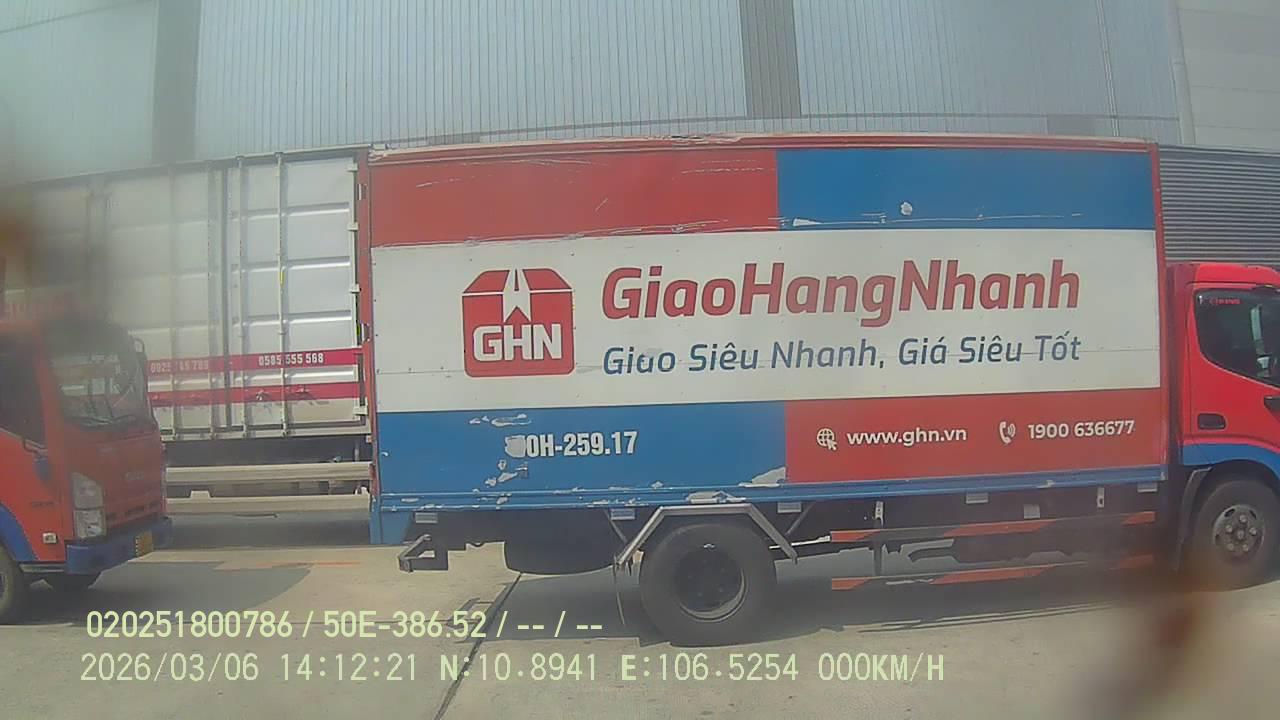 GHN
GiaoHangNhanh
Giao Siêu Nhanh, Giá Siêu Tốt
0585 555 568
0H-259.17
www.ghn.vn
1900 636677
020251800786 / 50E-386.52 / -- / --
2026/03/06 14:12:21 N:10.8941 E:106.5254 000KM/H